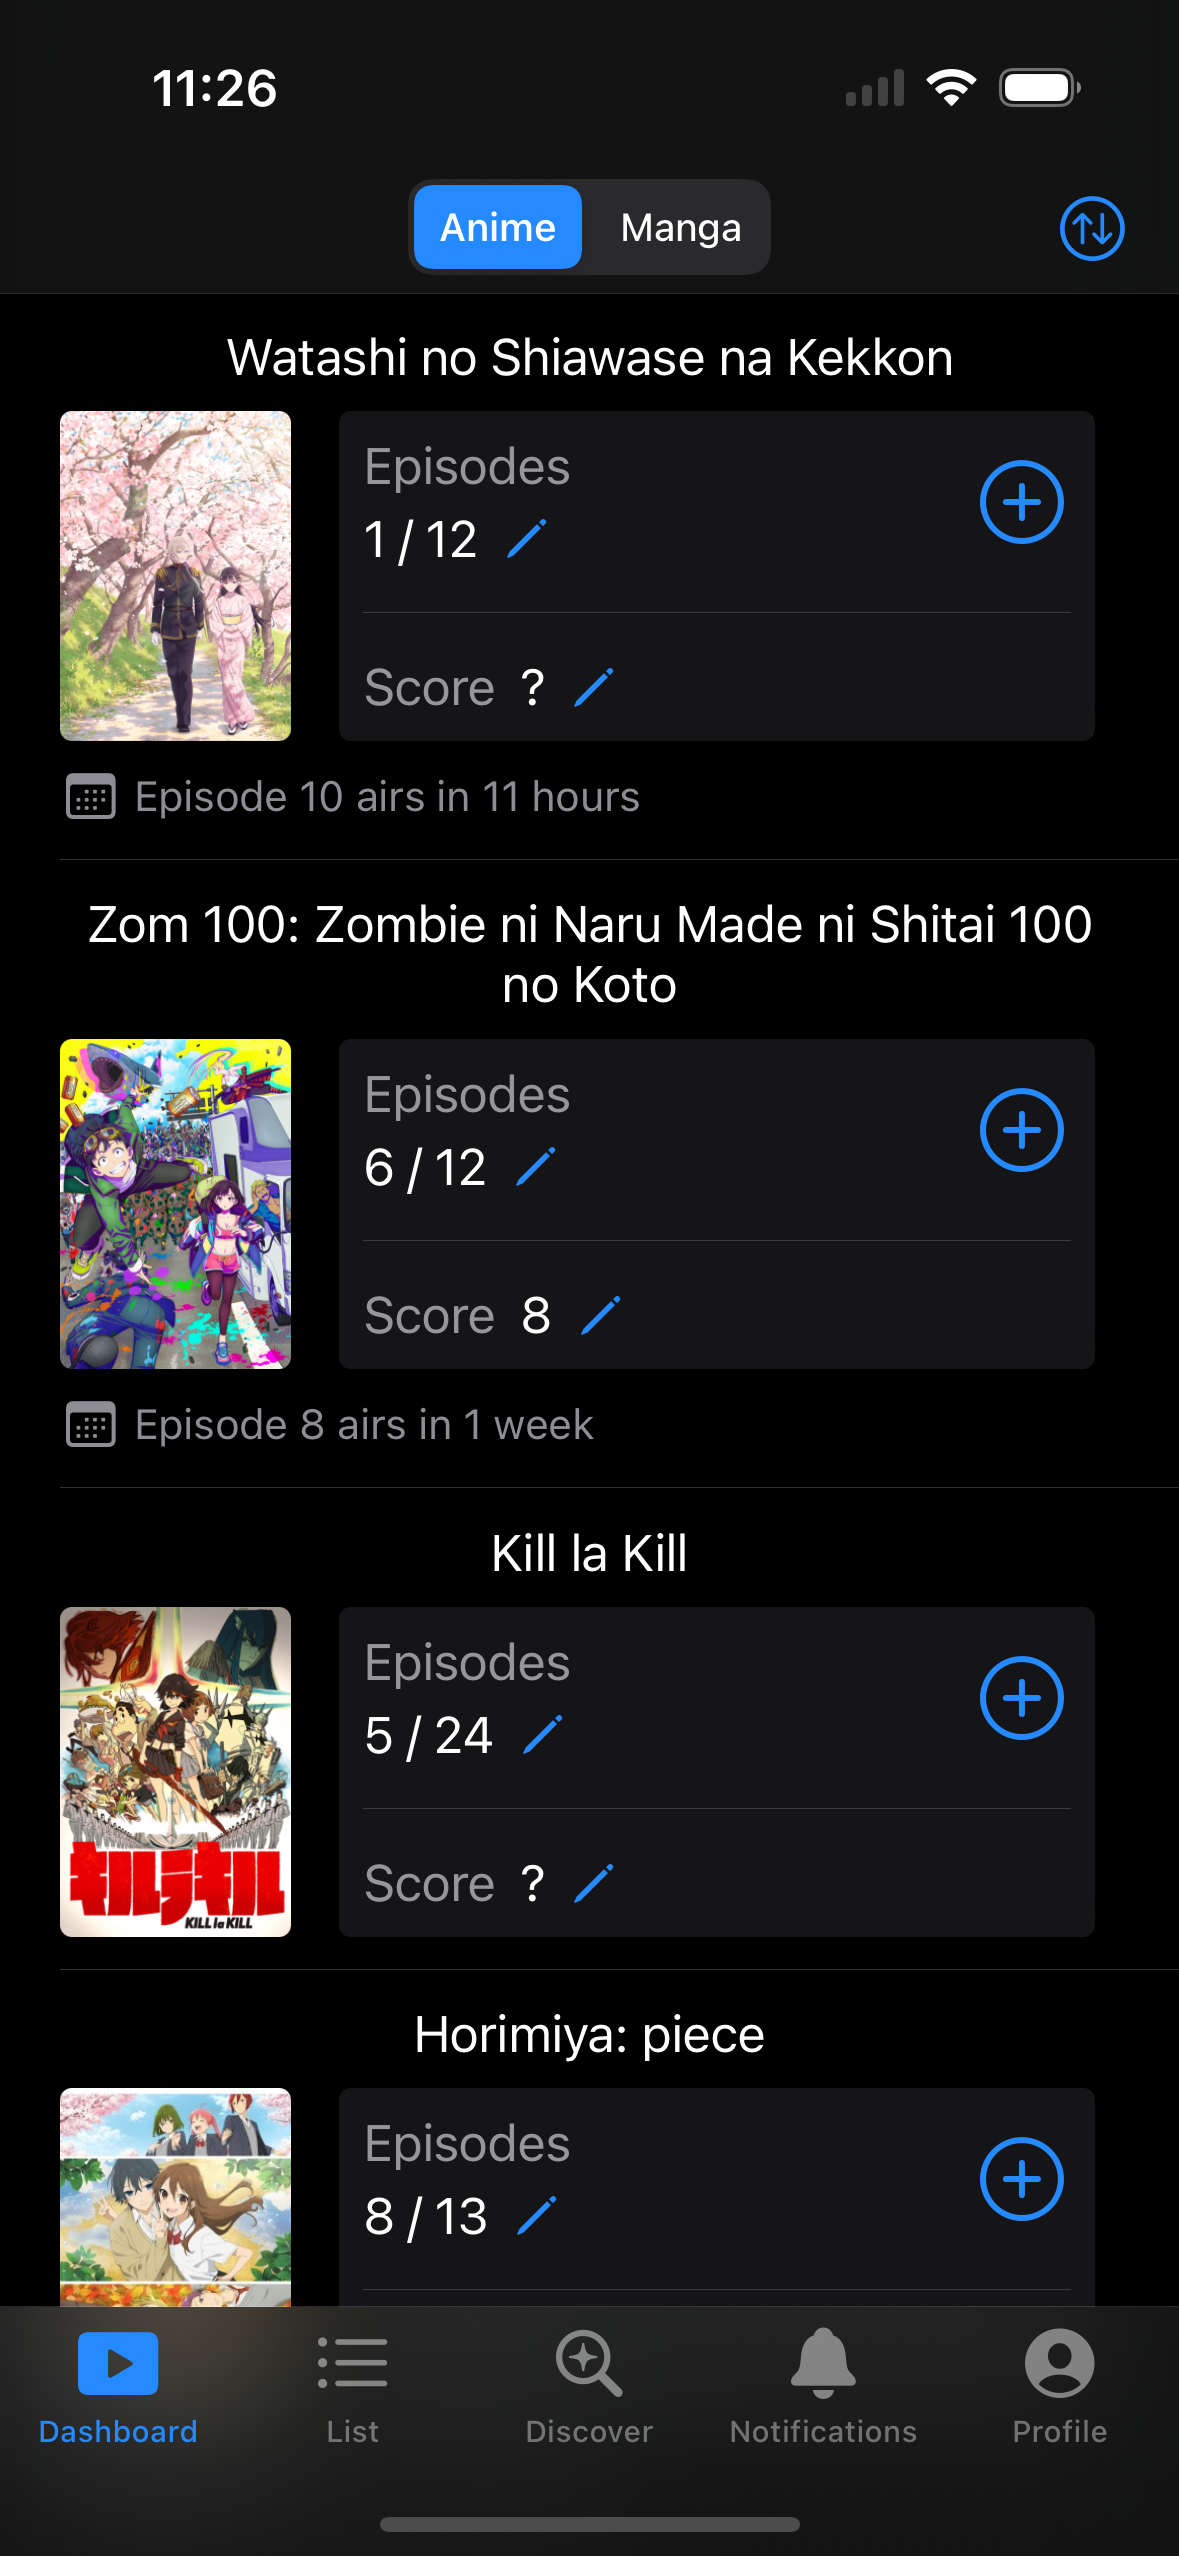 11:26
Anime
Manga
Watashi no Shiawase na Kekkon
Episodes
1 / 12
Score ?
Episode 10 airs in 11 hours
Zom 100: Zombie ni Naru Made ni Shitai 100
no Koto
Episodes
6 / 12
Score 8
Episode 8 airs in 1 week
Kill la Kill
キルラキル
KILL la KILL
Episodes
5 / 24
Score ?
Horimiya: piece
Episodes
8 / 13
Dashboard
List
Discover
Notifications
Profile